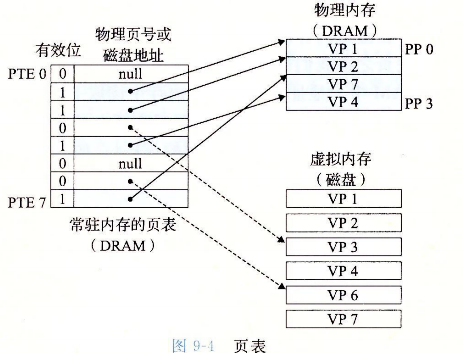 物理页号或
有效位 磁盘地址
PTE 0 0 null
1
1
0
1
0 null
0
PTE 7 1
常驻内存的页表
(DRAM)
物理内存
(DRAM)
VP 1 PP 0
VP 2
VP 7
VP 4 PP 3
虚拟内存
(磁盘)
VP 1
VP 2
VP 3
VP 4
VP 6
VP 7
图 9-4 页表